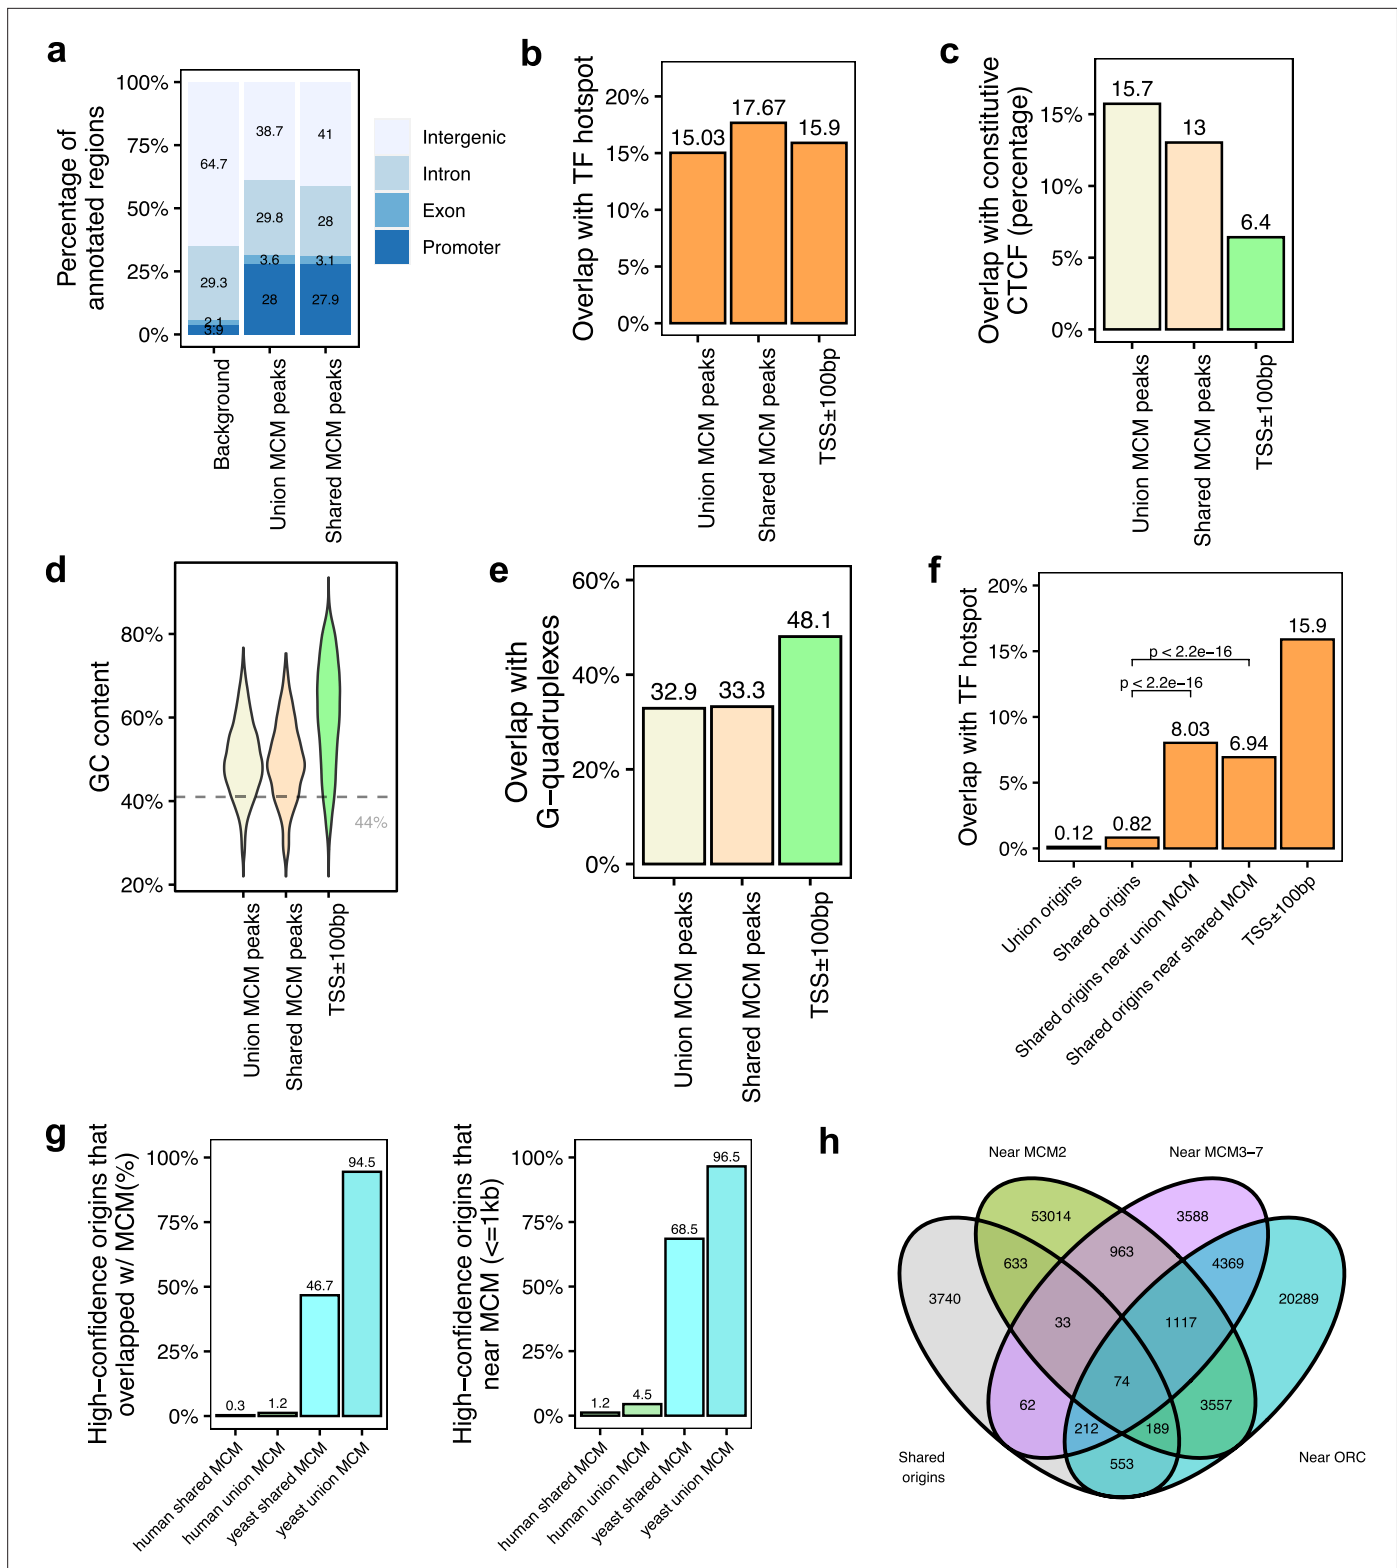 a
Percentage of
annotated regions
100%
75%
50%
25%
0%
64.7
29.3
2.1
3.9
38.7
29.8
3.6
28
41
28
3.1
27.9
Background
Union MCM peaks
Shared MCM peaks
Intergenic
Intron
Exon
Promoter
b
Overlap with TF hotspot
20%
15%
10%
5%
0%
15.03
17.67
15.9
Union MCM peaks
Shared MCM peaks
TSS±100bp
c
Overlap with constitutive
CTCF (percentage)
15%
10%
5%
0%
15.7
13
6.4
Union MCM peaks
Shared MCM peaks
TSS±100bp
d
GC content
80%
60%
40%
20%
44%
Union MCM peaks
Shared MCM peaks
TSS±100bp
e
Overlap with
G−quadruplexes
60%
40%
20%
0%
32.9
33.3
48.1
Union MCM peaks
Shared MCM peaks
TSS±100bp
f
Overlap with TF hotspot
20%
15%
10%
5%
0%
p < 2.2e−16
p < 2.2e−16
0.12
0.82
8.03
6.94
15.9
Union origins
Shared origins
Shared origins near union MCM
Shared origins near shared MCM
TSS±100bp
g
High−confidence origins that
overlapped w/ MCM(%)
100%
75%
50%
25%
0%
0.3
1.2
46.7
94.5
human shared MCM
human union MCM
yeast shared MCM
yeast union MCM
High−confidence origins that
near MCM (<=1kb)
100%
75%
50%
25%
0%
1.2
4.5
68.5
96.5
human shared MCM
human union MCM
yeast shared MCM
yeast union MCM
h
Near MCM2
Near MCM3−7
53014
3588
633
963
4369
3740
20289
33
1117
74
62
3557
212
189
553
Shared
origins
Near ORC